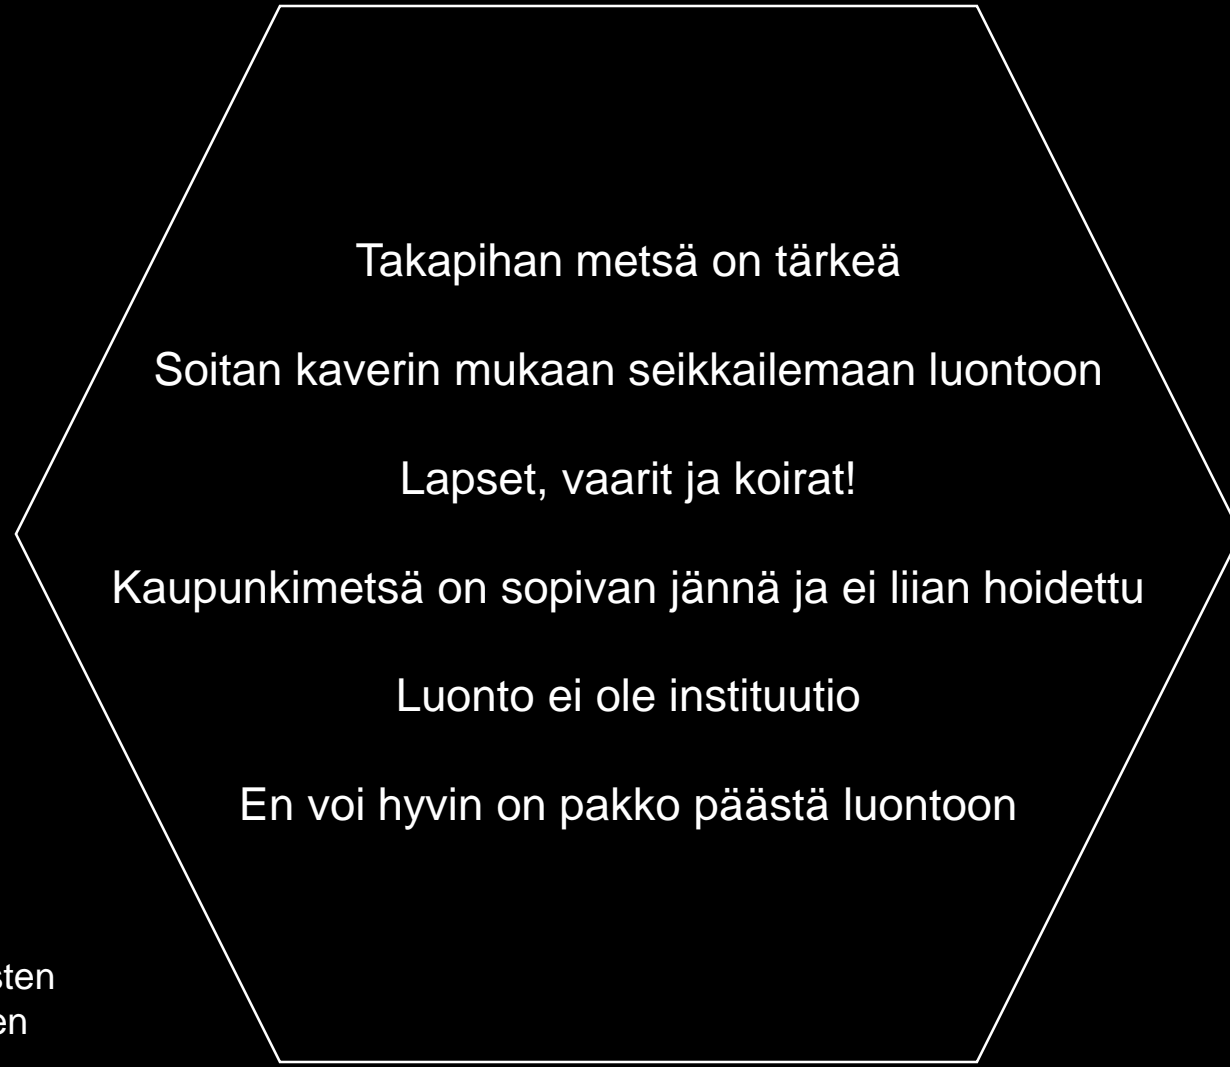 Takapihan metsä on tärkeä
Soitan kaverin mukaan seikkailemaan luontoon
Lapset, vaarit ja koirat!
Kaupunkimetsä on sopivan jännä ja ei liian hoidettu
Luonto ei ole instituutio
En voi hyvin on pakko päästä luontoon